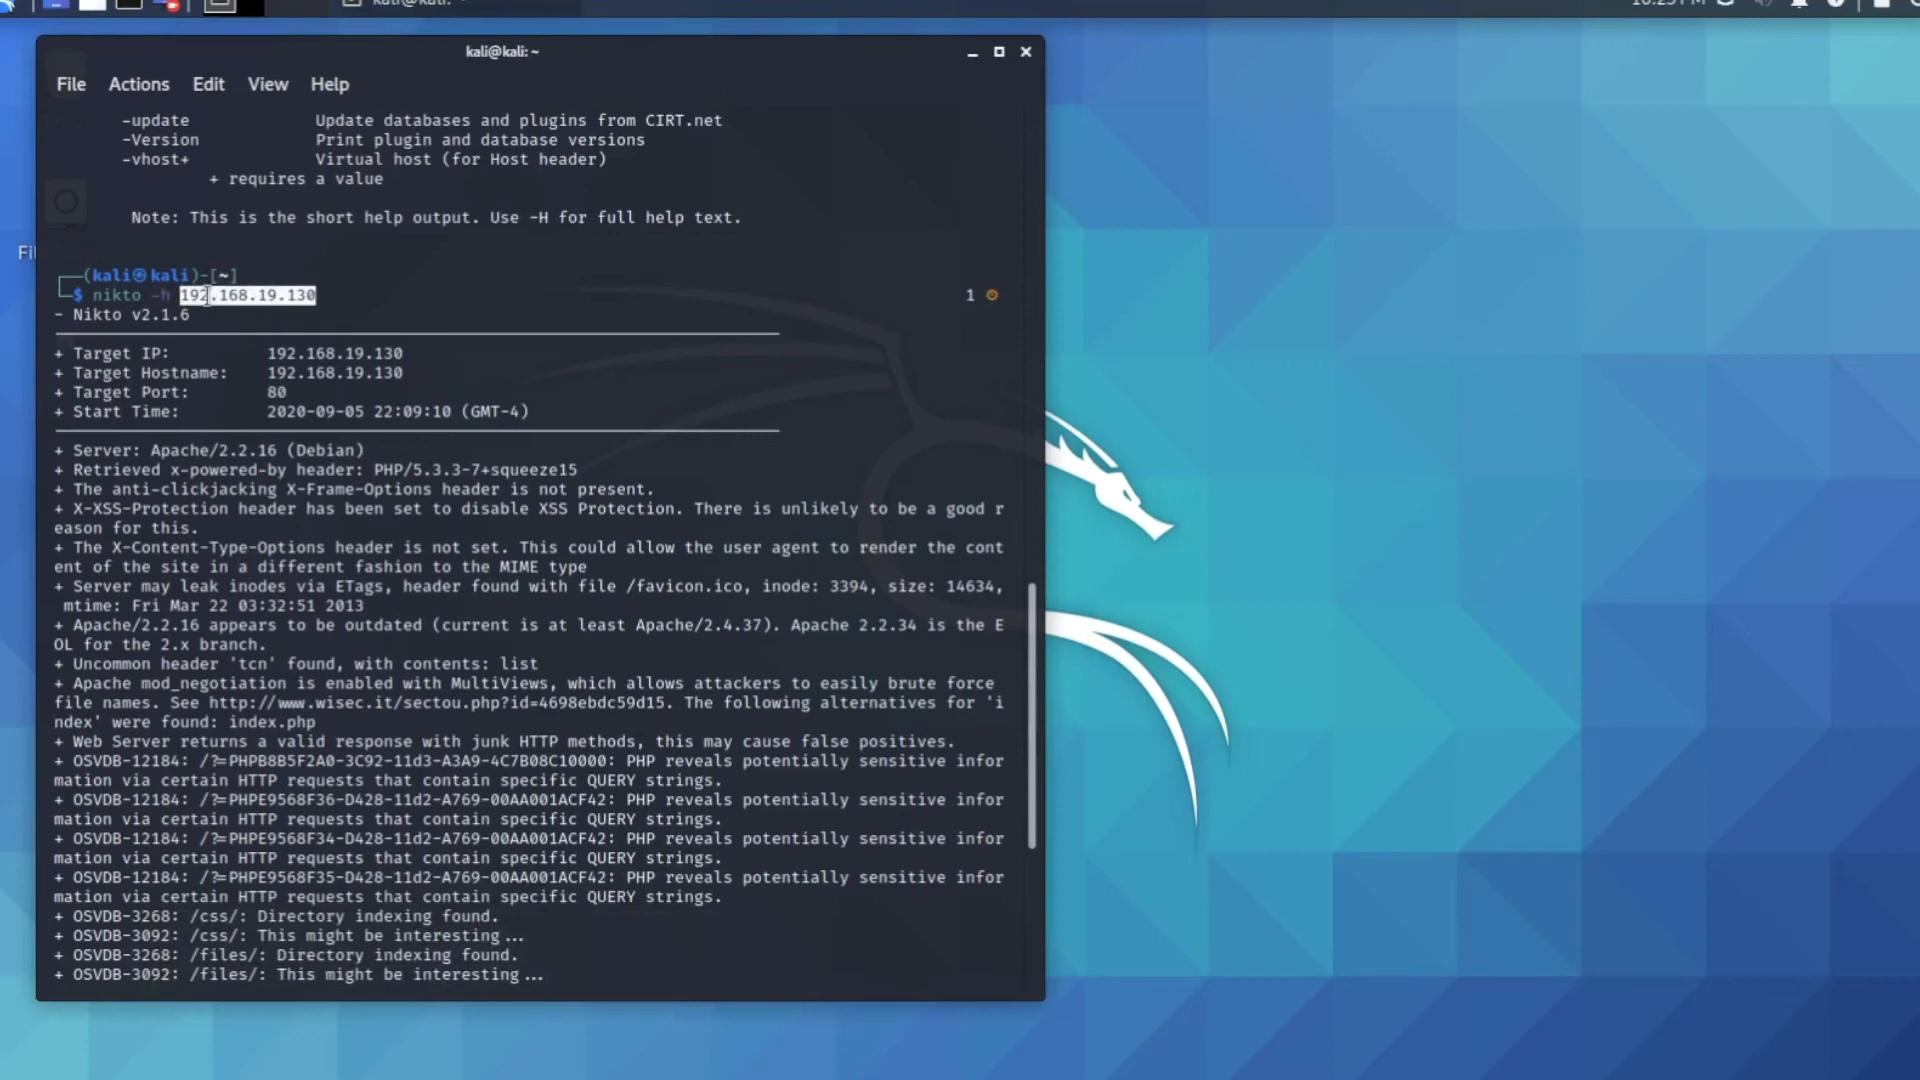 kali@kali: ~
File Actions Edit View Help
-update Update databases and plugins from CIRT.net
-Version Print plugin and database versions
-vhost+ Virtual host (for Host header)
+ requires a value
Note: This is the short help output. Use -H for full help text.
(kali㉿kali)-[~]
$ nikto -h 192.168.19.130 1
- Nikto v2.1.6
+ Target IP: 192.168.19.130
+ Target Hostname: 192.168.19.130
+ Target Port: 80
+ Start Time: 2020-09-05 22:09:10 (GMT-4)
+ Server: Apache/2.2.16 (Debian)
+ Retrieved x-powered-by header: PHP/5.3.3-7+squeeze15
+ The anti-clickjacking X-Frame-Options header is not present.
+ X-XSS-Protection header has been set to disable XSS Protection. There is unlikely to be a good r
eason for this.
+ The X-Content-Type-Options header is not set. This could allow the user agent to render the cont
ent of the site in a different fashion to the MIME type
+ Server may leak inodes via ETags, header found with file /favicon.ico, inode: 3394, size: 14634,
mtime: Fri Mar 22 03:32:51 2013
+ Apache/2.2.16 appears to be outdated (current is at least Apache/2.4.37). Apache 2.2.34 is the E
OL for the 2.x branch.
+ Uncommon header 'tcn' found, with contents: list
+ Apache mod_negotiation is enabled with MultiViews, which allows attackers to easily brute force
file names. See http://www.wisec.it/sectou.php?id=4698ebdc59d15. The following alternatives for 'i
ndex' were found: index.php
+ Web Server returns a valid response with junk HTTP methods, this may cause false positives.
+ OSVDB-12184: /?=PHPB8B5F2A0-3C92-11d3-A3A9-4C7B08C10000: PHP reveals potentially sensitive infor
mation via certain HTTP requests that contain specific QUERY strings.
+ OSVDB-12184: /?=PHPE9568F36-D428-11d2-A769-00AA001ACF42: PHP reveals potentially sensitive infor
mation via certain HTTP requests that contain specific QUERY strings.
+ OSVDB-12184: /?=PHPE9568F34-D428-11d2-A769-00AA001ACF42: PHP reveals potentially sensitive infor
mation via certain HTTP requests that contain specific QUERY strings.
+ OSVDB-12184: /?=PHPE9568F35-D428-11d2-A769-00AA001ACF42: PHP reveals potentially sensitive infor
mation via certain HTTP requests that contain specific QUERY strings.
+ OSVDB-3268: /css/: Directory indexing found.
+ OSVDB-3092: /css/: This might be interesting...
+ OSVDB-3268: /files/: Directory indexing found.
+ OSVDB-3092: /files/: This might be interesting...